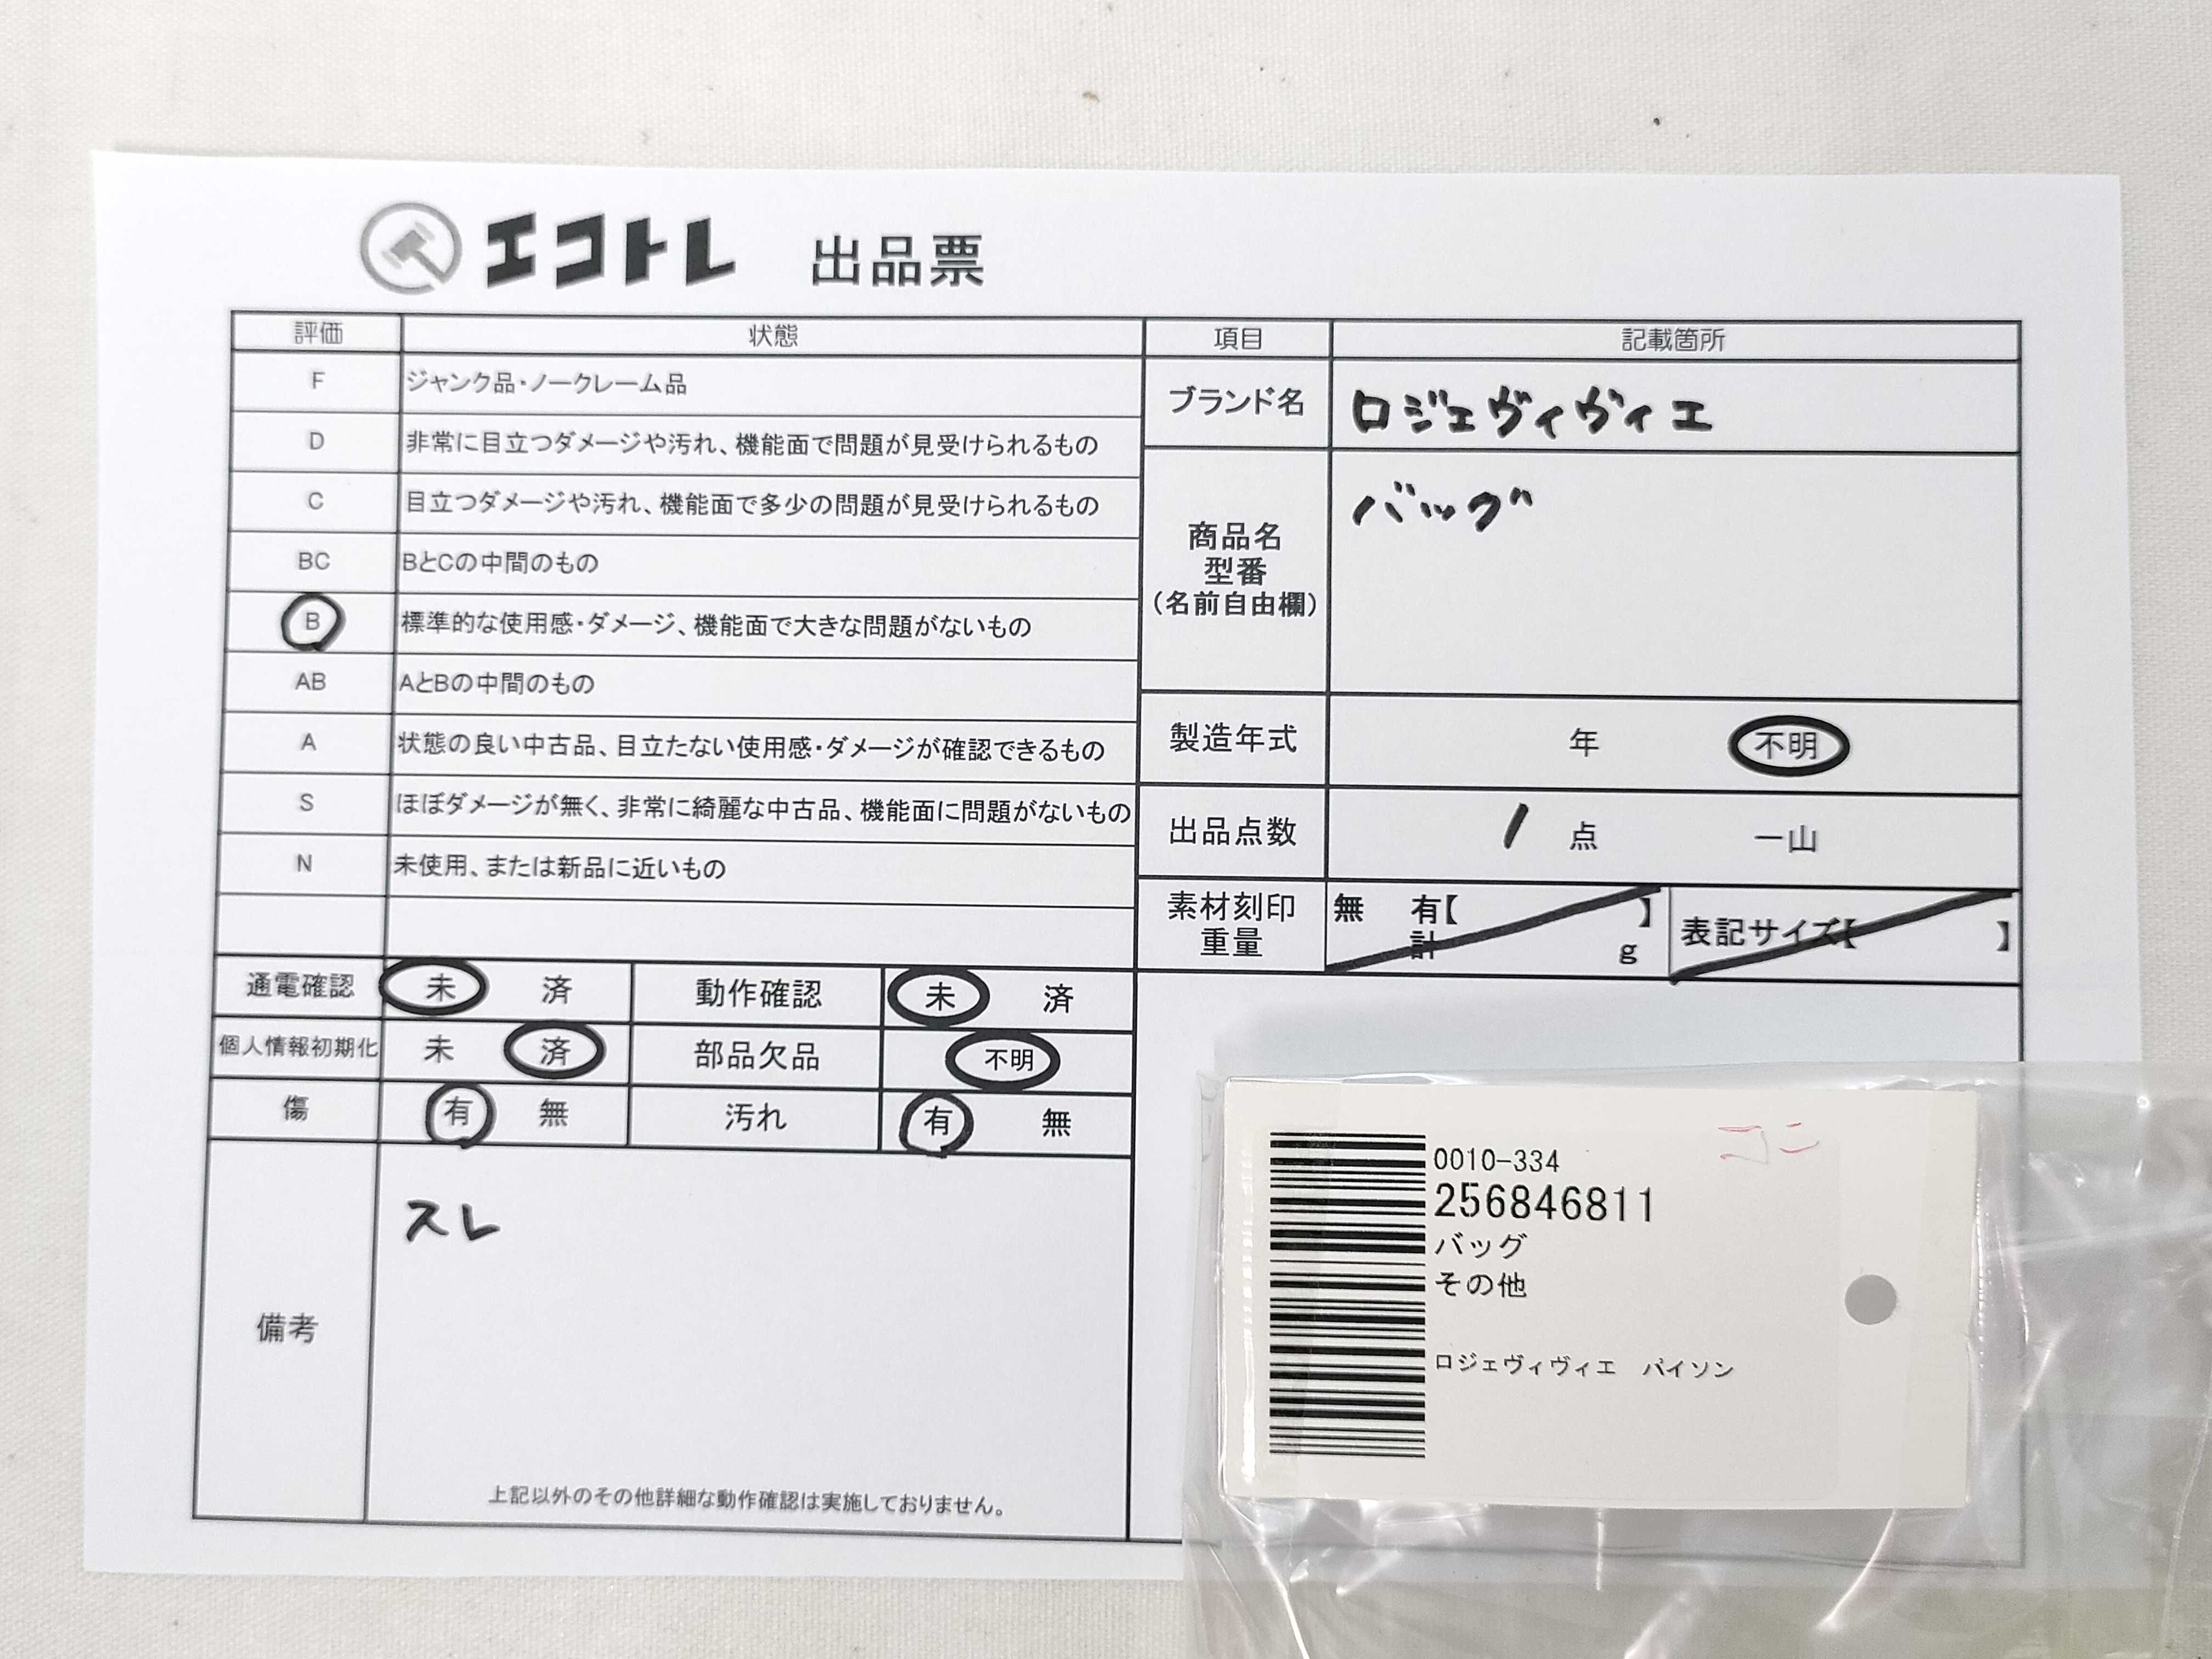 エコトレ 出品票
評価 状態
F ジャンク品・ノークレーム品
D 非常に目立つダメージや汚れ、機能面で問題が見受けられるもの
C 目立つダメージや汚れ、機能面で多少の問題が見受けられるもの
BC BとCの中間のもの
B 標準的な使用感・ダメージ、機能面で大きな問題がないもの
AB AとBの中間のもの
A 状態の良い中古品、目立たない使用感・ダメージが確認できるもの
S ほぼダメージが無く、非常に綺麗な中古品、機能面に問題がないもの
N 未使用、または新品に近いもの
通電確認 未 済 動作確認 未 済
個人情報初期化 未 済 部品欠品 不明
傷 有 無 汚れ 有 無
備考 スレ
上記以外のその他詳細な動作確認は実施しておりません。
項目 記載箇所
ブランド名 ロジェヴィヴィエ
商品名 バッグ
型番
(名前自由欄)
製造年式 年 不明
出品点数 1 点 一山
素材刻印 無 有【 】 表記サイズ【 】
重量 計 g
0010-334
256846811
バッグ
その他
ロジェヴィヴィエ パイソン